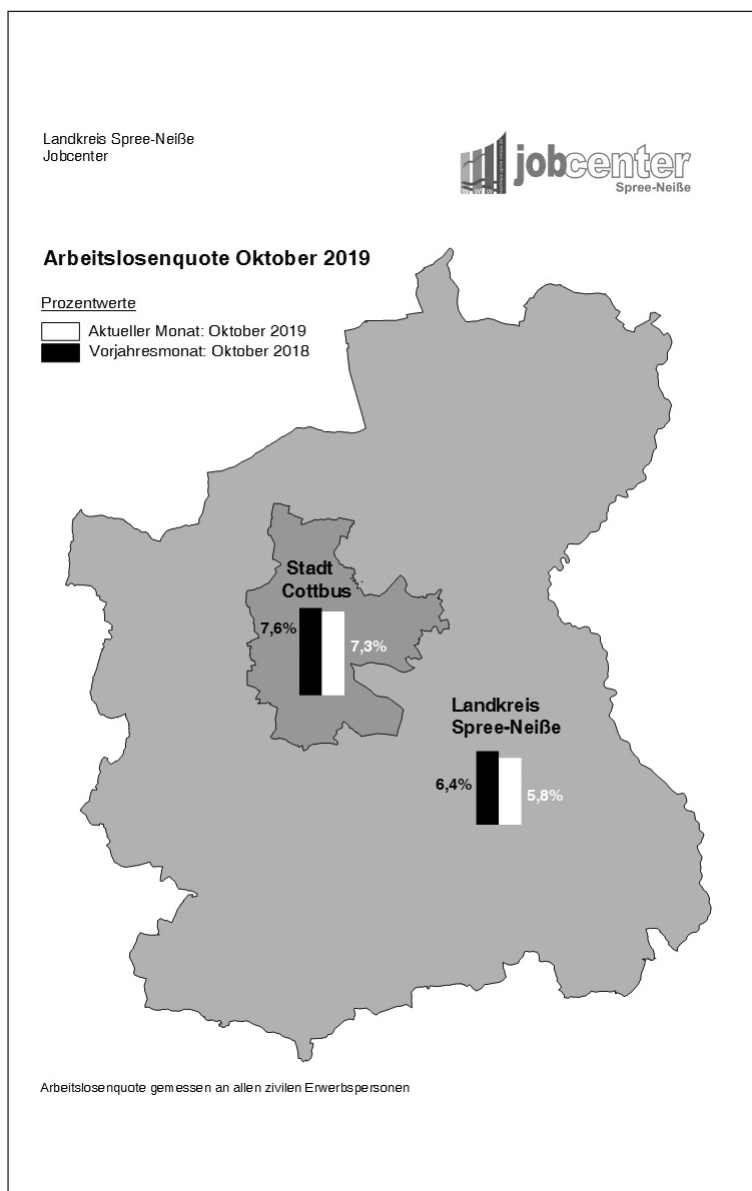 Landkreis Spree-Neiße
Jobcenter
jobcenter
Spree-Neiße
Arbeitslosenquote Oktober 2019
Prozentwerte
Aktueller Monat: Oktober 2019
Vorjahresmonat: Oktober 2018
Stadt
Cottbus
7,6%
7,3%
Landkreis
Spree-Neiße
6,4%
5,8%
Arbeitslosenquote gemessen an allen zivilen Erwerbspersonen